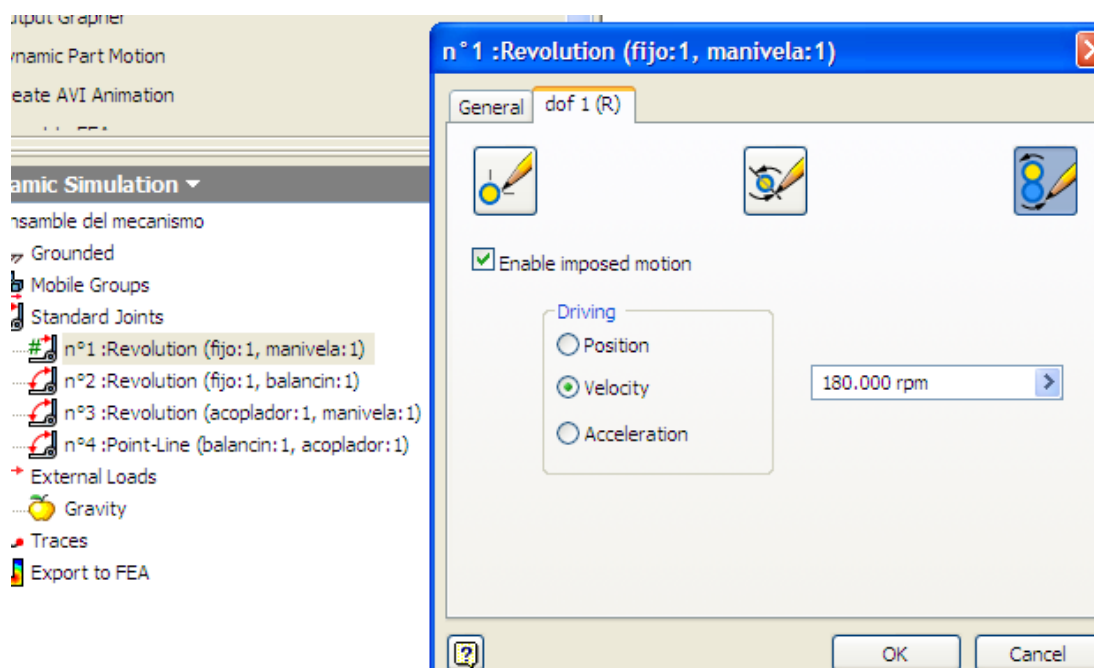 utput Grapher
ynamic Part Motion
eate AVI Animation
amic Simulation
nsamble del mecanismo
Grounded
Mobile Groups
Standard Joints
n°1 :Revolution (fijo:1, manivela:1)
n°2 :Revolution (fijo:1, balancin:1)
n°3 :Revolution (acoplador:1, manivela:1)
n°4 :Point-Line (balancin:1, acoplador:1)
External Loads
Gravity
Traces
Export to FEA
n°1 :Revolution (fijo:1, manivela:1)
General dof 1 (R)
Enable imposed motion
Driving
Position
Velocity 180.000 rpm
Acceleration
OK Cancel